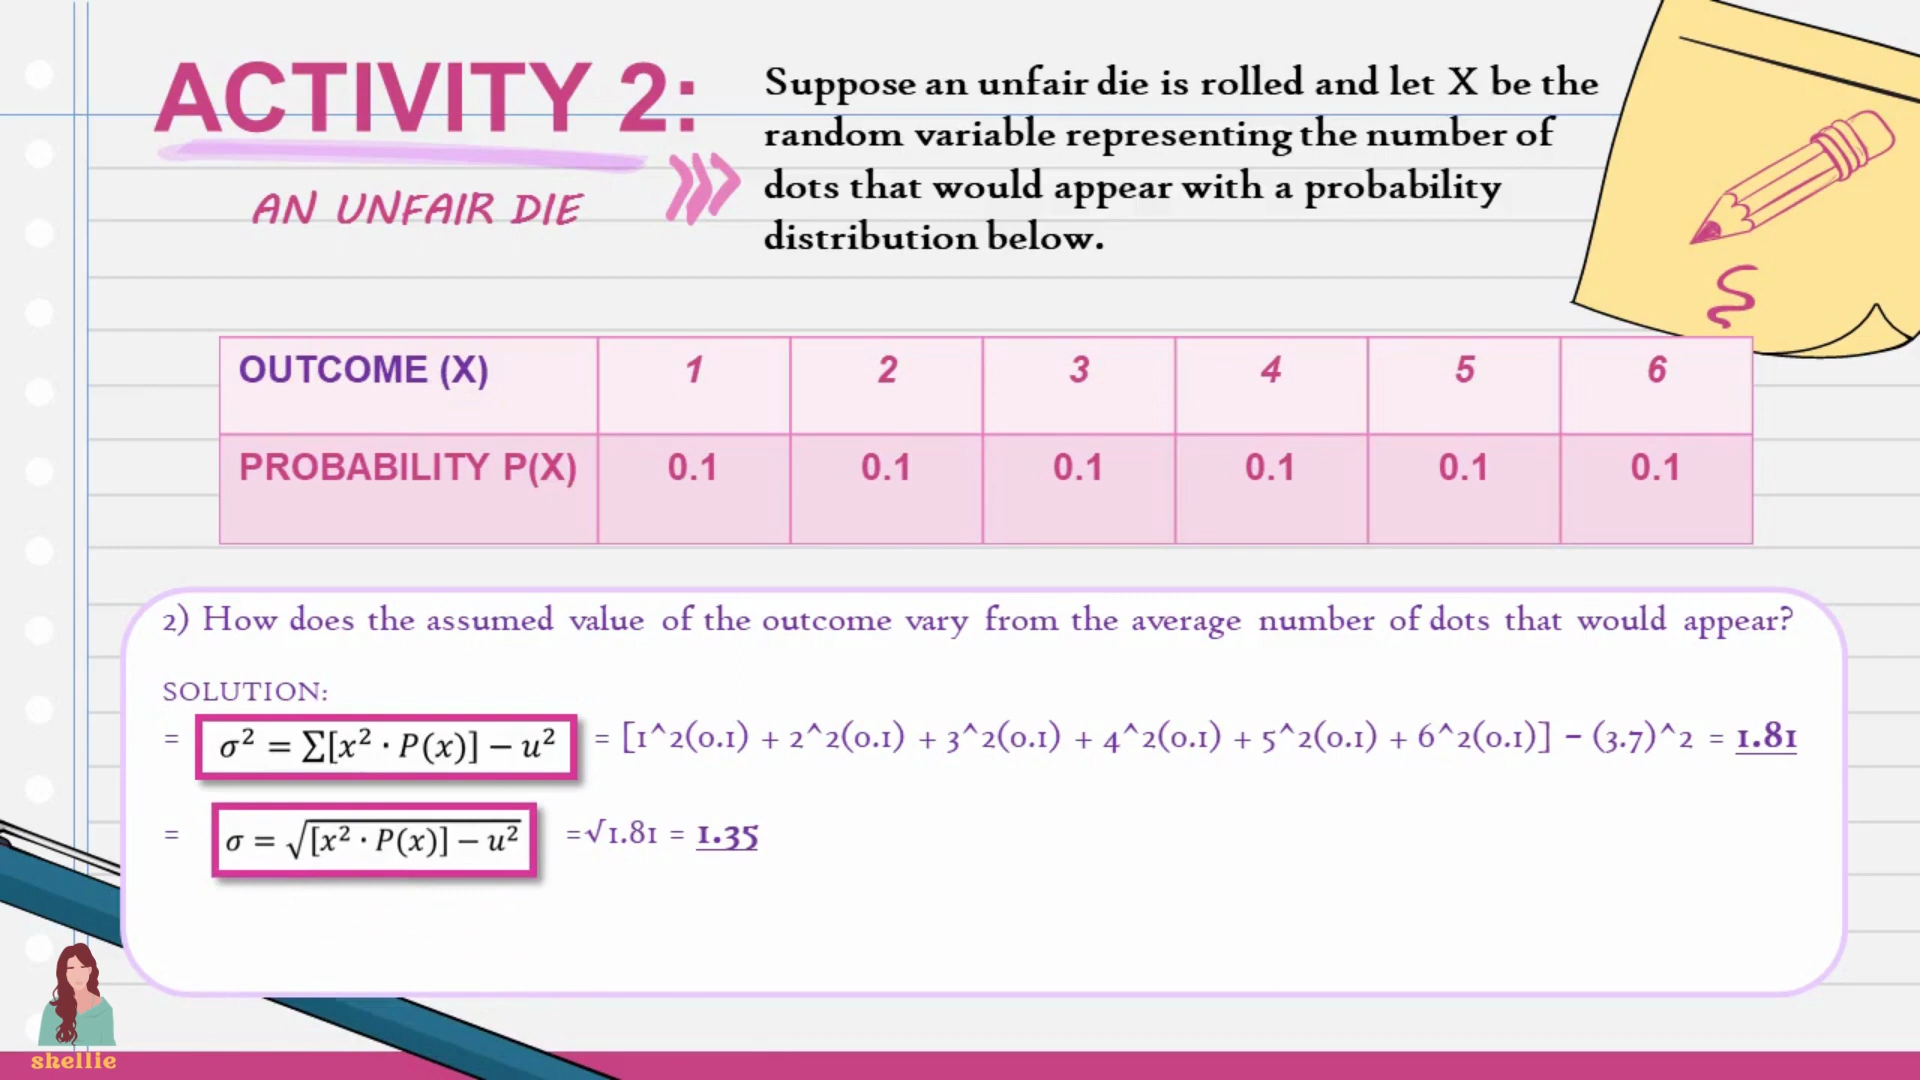 ACTIVITY 2:
AN UNFAIR DIE
Suppose an unfair die is rolled and let X be the
random variable representing the number of
dots that would appear with a probability
distribution below.
OUTCOME (X) 1 2 3 4 5 6
PROBABILITY P(X) 0.1 0.1 0.1 0.1 0.1 0.1
2) How does the assumed value of the outcome vary from the average number of dots that would appear?
SOLUTION:
= σ² = ∑[x² · P(x)] − u² = [1^2(0.1) + 2^2(0.1) + 3^2(0.1) + 4^2(0.1) + 5^2(0.1) + 6^2(0.1)] − (3.7)^2 = 1.81
= σ = √[x² · P(x)] − u² =√1.81 = 1.35
shellie